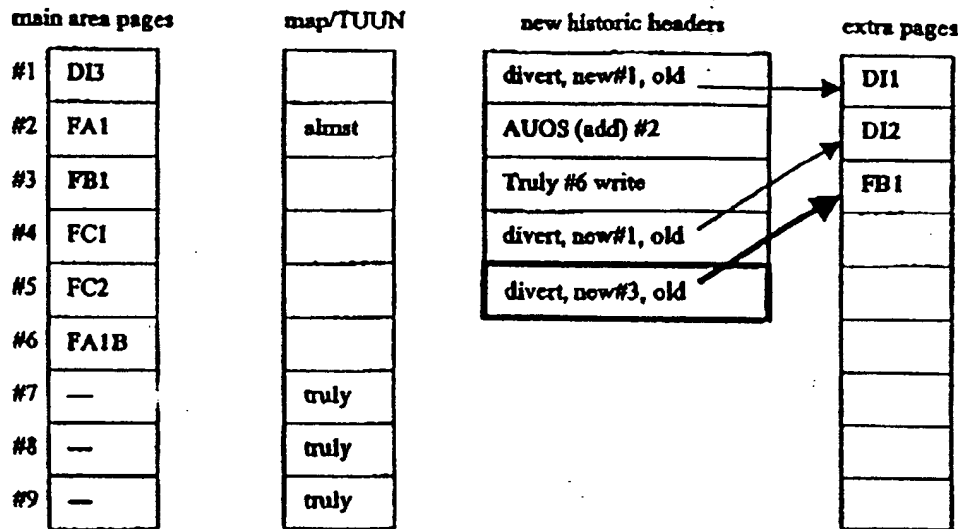 main area pages map/TUUN new historic headers extra pages
#1 DI3 divert, new#1, old DI1
#2 FA1 almst AUOS (add) #2 DI2
#3 FB1 Truly #6 write FB1
#4 FC1 divert, new#1, old
#5 FC2 divert, new#3, old
#6 FA1B
#7 — truly
#8 — truly
#9 — truly